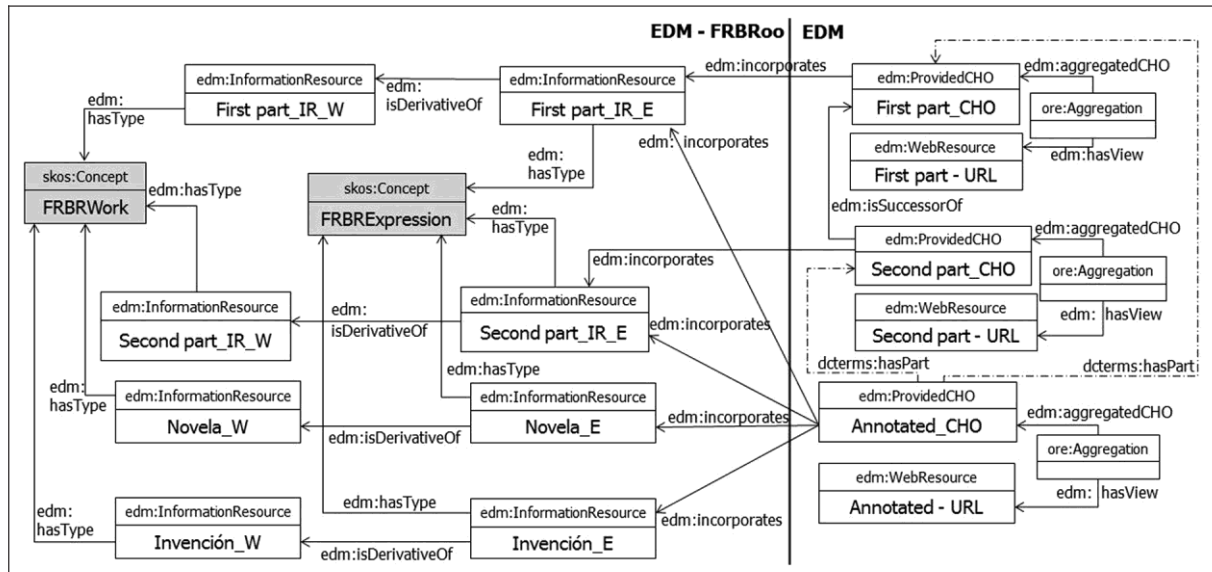 EDM - FRBRoo
EDM
edm:InformationResource
First part_IR_W
edm:
isDerivativeOf
edm:InformationResource
First part_IR_E
edm:incorporates
edm:ProvidedCHO
First part_CHO
edm:aggregatedCHO
ore:Aggregation
edm:hasView
edm:
hasType
edm: incorporates
edm:WebResource
First part - URL
edm:
hasType
skos:Concept
FRBRWork
edm:hasType
skos:Concept
FRBRExpression
edm:
hasType
edm:isSuccessorOf
edm:ProvidedCHO
Second part_CHO
edm:aggregatedCHO
ore:Aggregation
edm: hasView
edm:incorporates
edm:InformationResource
Second part_IR_W
edm:
isDerivativeOf
edm:InformationResource
Second part_IR_E
edm:incorporates
edm:WebResource
Second part - URL
dcterms:hasPart
dcterms:hasPart
edm:hasType
edm:
hasType
edm:InformationResource
Novela_W
edm:isDerivativeOf
edm:InformationResource
Novela_E
edm:incorporates
edm:ProvidedCHO
Annotated_CHO
edm:aggregatedCHO
ore:Aggregation
edm: hasView
edm:WebResource
Annotated - URL
edm:
hasType
edm:InformationResource
Invención_W
edm:hasType
edm:isDerivativeOf
edm:InformationResource
Invención_E
edm:incorporates